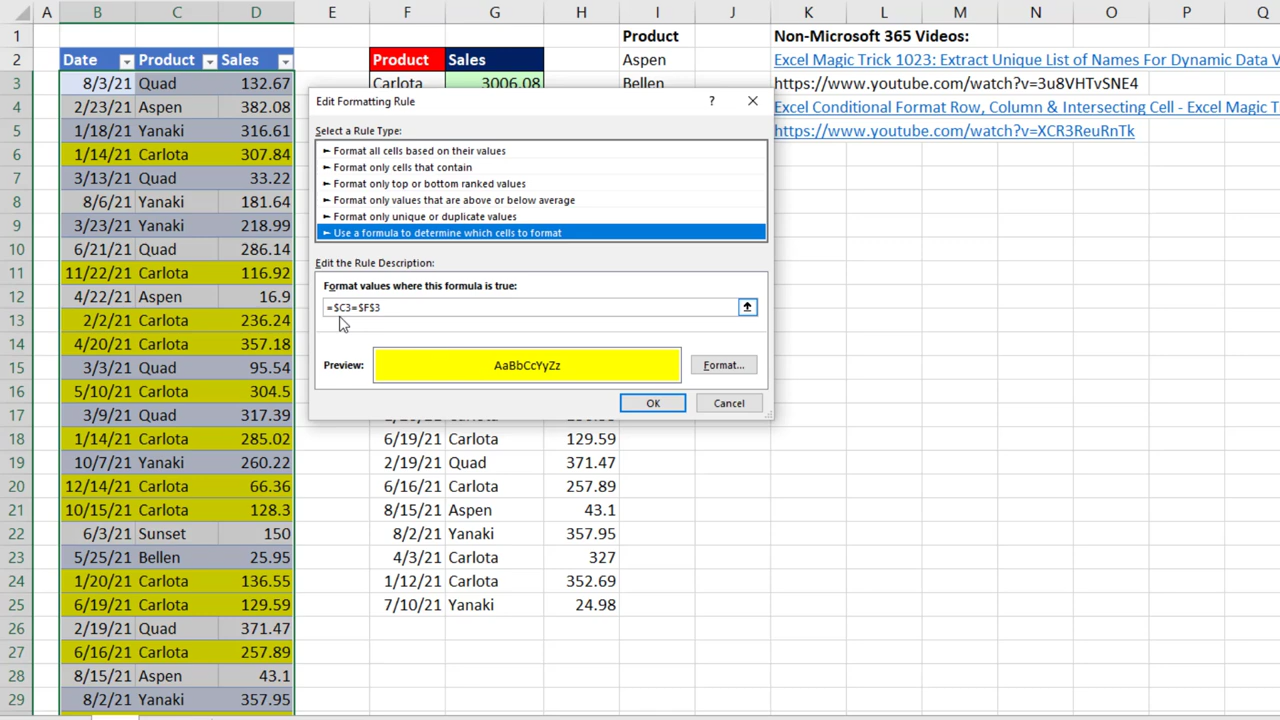 A B C D E F G H I J K L M N O P Q
1 Product Non-Microsoft 365 Videos:
2 Date Product Sales Product Sales Aspen Excel Magic Trick 1023: Extract Unique List of Names For Dynamic Data V
3 8/3/21 Quad 132.67 Carlota 3006.08 Bellen https://www.youtube.com/watch?v=3u8VHTvSNE4
4 2/23/21 Aspen 382.08 Excel Conditional Format Row, Column & Intersecting Cell - Excel Magic T
5 1/18/21 Yanaki 316.61 https://www.youtube.com/watch?v=XCR3ReurnTk
6 1/14/21 Carlota 307.84
7 3/13/21 Quad 33.22
8 8/6/21 Yanaki 181.64
9 3/23/21 Yanaki 218.99
10 6/21/21 Quad 286.14
11 11/22/21 Carlota 116.92
12 4/22/21 Aspen 16.9
13 2/2/21 Carlota 236.24
14 4/20/21 Carlota 357.18
15 3/3/21 Quad 95.54
16 5/10/21 Carlota 304.5
17 3/9/21 Quad 317.39
18 1/14/21 Carlota 285.02 6/19/21 Carlota 129.59
19 10/7/21 Yanaki 260.22 2/19/21 Quad 371.47
20 12/14/21 Carlota 66.36 6/16/21 Carlota 257.89
21 10/15/21 Carlota 128.3 8/15/21 Aspen 43.1
22 6/3/21 Sunset 150 8/2/21 Yanaki 357.95
23 5/25/21 Bellen 25.95 4/3/21 Carlota 327
24 1/20/21 Carlota 136.55 1/12/21 Carlota 352.69
25 6/19/21 Carlota 129.59 7/10/21 Yanaki 24.98
26 2/19/21 Quad 371.47
27 6/16/21 Carlota 257.89
28 8/15/21 Aspen 43.1
29 8/2/21 Yanaki 357.95
Edit Formatting Rule ?
Select a Rule Type:
► Format all cells based on their values
► Format only cells that contain
► Format only top or bottom ranked values
► Format only values that are above or below average
► Format only unique or duplicate values
► Use a formula to determine which cells to format
Edit the Rule Description:
Format values where this formula is true:
=$C3=$F$3
Preview: AaBbCcYyZz Format...
OK Cancel